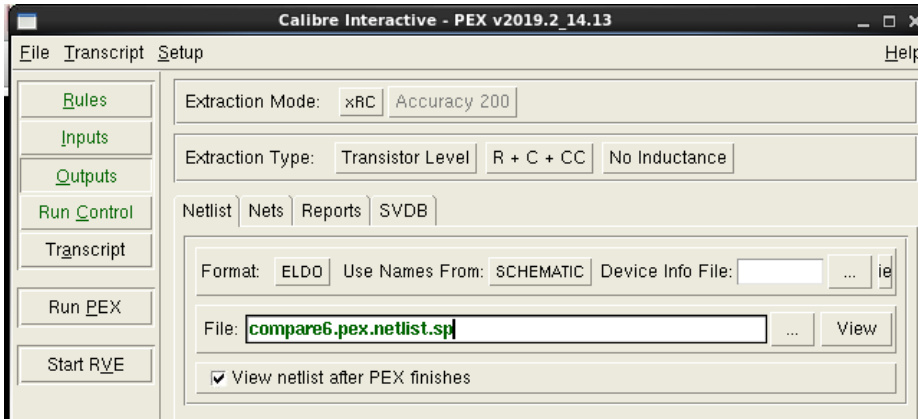 Calibre Interactive - PEX v2019.2_14.13
File Transcript Setup Help
Rules
Inputs
Outputs
Run Control
Transcript
Run PEX
Start RVE
Extraction Mode: xRC Accuracy 200
Extraction Type: Transistor Level R + C + CC No Inductance
Netlist Nets Reports SVDB
Format: ELDO Use Names From: SCHEMATIC Device Info File: ... ie
File: compare6.pex.netlist.sp ... View
View netlist after PEX finishes